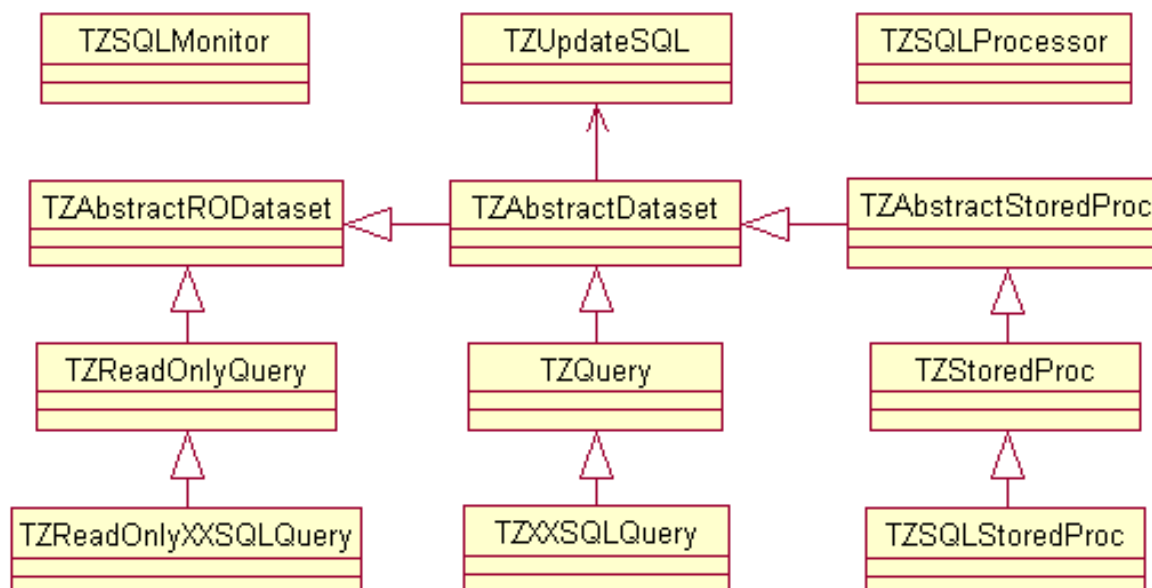 TZSQLMonitor
TZUpdateSQL
TZSQLProcessor
TZAbstractRODataset
TZAbstractDataset
TZAbstractStoredProc
TZReadOnlyQuery
TZQuery
TZStoredProc
TZReadOnlyXXSQLQuery
TZXXSQLQuery
TZSQLStoredProc